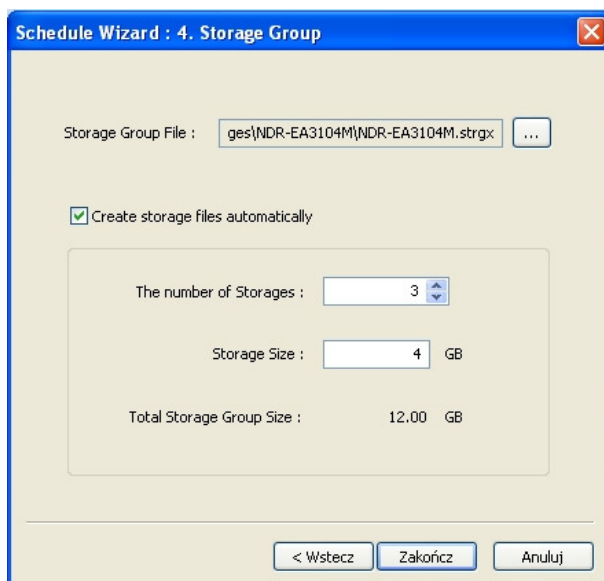 Schedule Wizard : 4. Storage Group
Storage Group File : ges\NDR-EA3104M\NDR-EA3104M.strgx ...
Create storage files automatically
The number of Storages : 3
Storage Size : 4 GB
Total Storage Group Size : 12.00 GB
< Wstecz Zakończ Anuluj